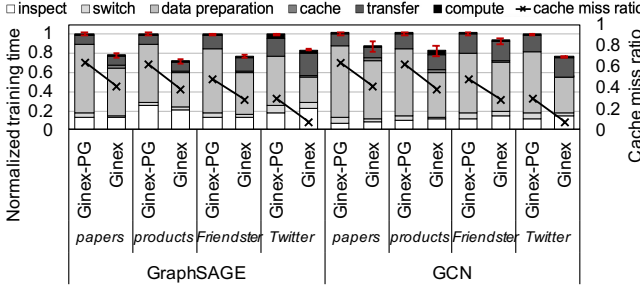 inspect switch data preparation cache transfer compute cache miss ratio
Normalized training time
1
0.8
0.6
0.4
0.2
0
Cache miss ratio
1
0.8
0.6
0.4
0.2
0
Ginex-PG Ginex Ginex-PG Ginex Ginex-PG Ginex Ginex-PG Ginex Ginex-PG Ginex Ginex-PG Ginex Ginex-PG Ginex Ginex-PG Ginex
papers products Friendster Twitter papers products Friendster Twitter
GraphSAGE GCN